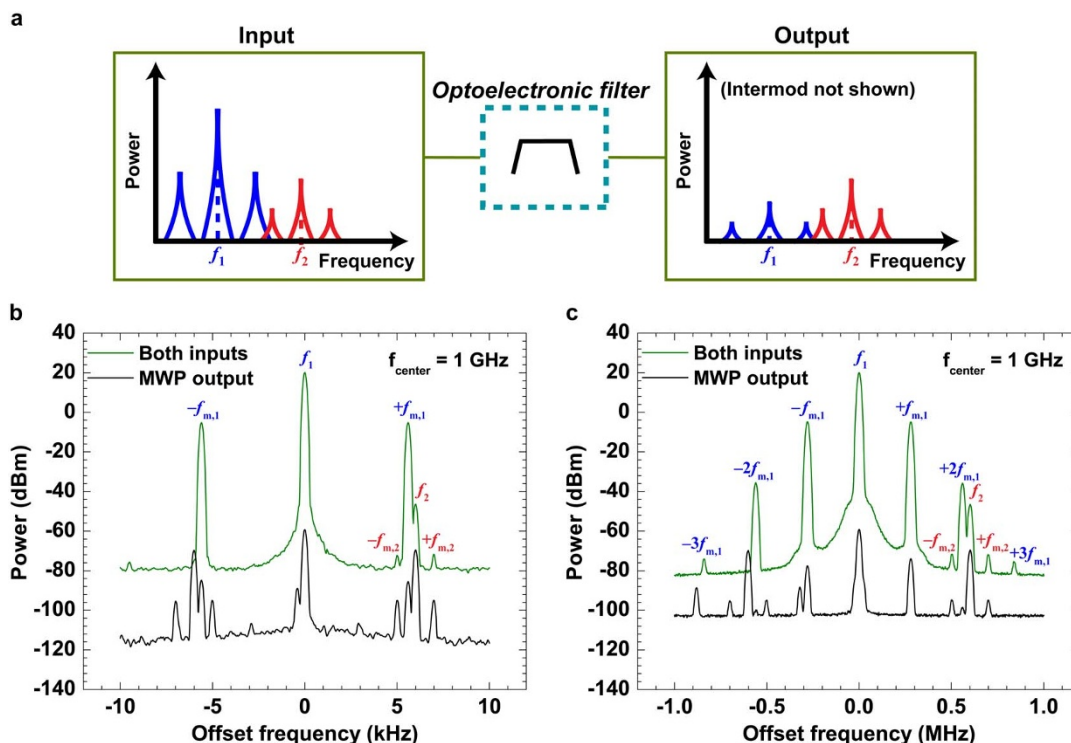 a
Input
Output
Optoelectronic filter
(Intermod not shown)
Power
f1
f2
Frequency
Power
f1
f2
Frequency
b
Both inputs
MWP output
fcenter = 1 GHz
f1
−fm,1
+fm,1
f2
−fm,2
+fm,2
Power (dBm)
40
20
0
-20
-40
-60
-80
-100
-120
-140
-10
-5
0
5
10
Offset frequency (kHz)
c
Both inputs
MWP output
fcenter = 1 GHz
f1
−fm,1
+fm,1
−2fm,1
+2fm,1
f2
−3fm,1
−fm,2
+fm,2
+3fm,1
Power (dBm)
40
20
0
-20
-40
-60
-80
-100
-120
-140
-1.0
-0.5
0.0
0.5
1.0
Offset frequency (MHz)